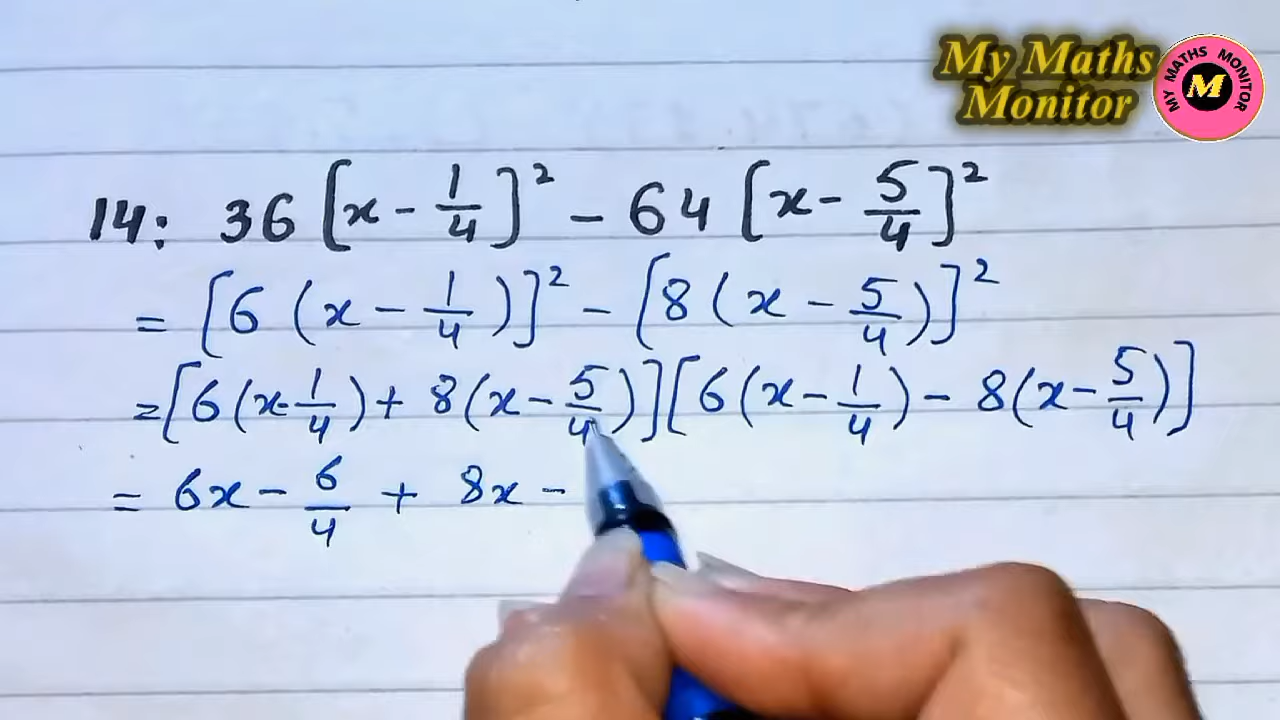 My Maths
Monitor
MY MATHS MONITOR
M
14: 36 [x - 1/4]² - 64 [x - 5/4]²
= [6 (x - 1/4)]² - [8 (x - 5/4)]²
= [6 (x - 1/4) + 8 (x - 5/4)] [6 (x - 1/4) - 8 (x - 5/4)]
= 6x - 6/4 + 8x -